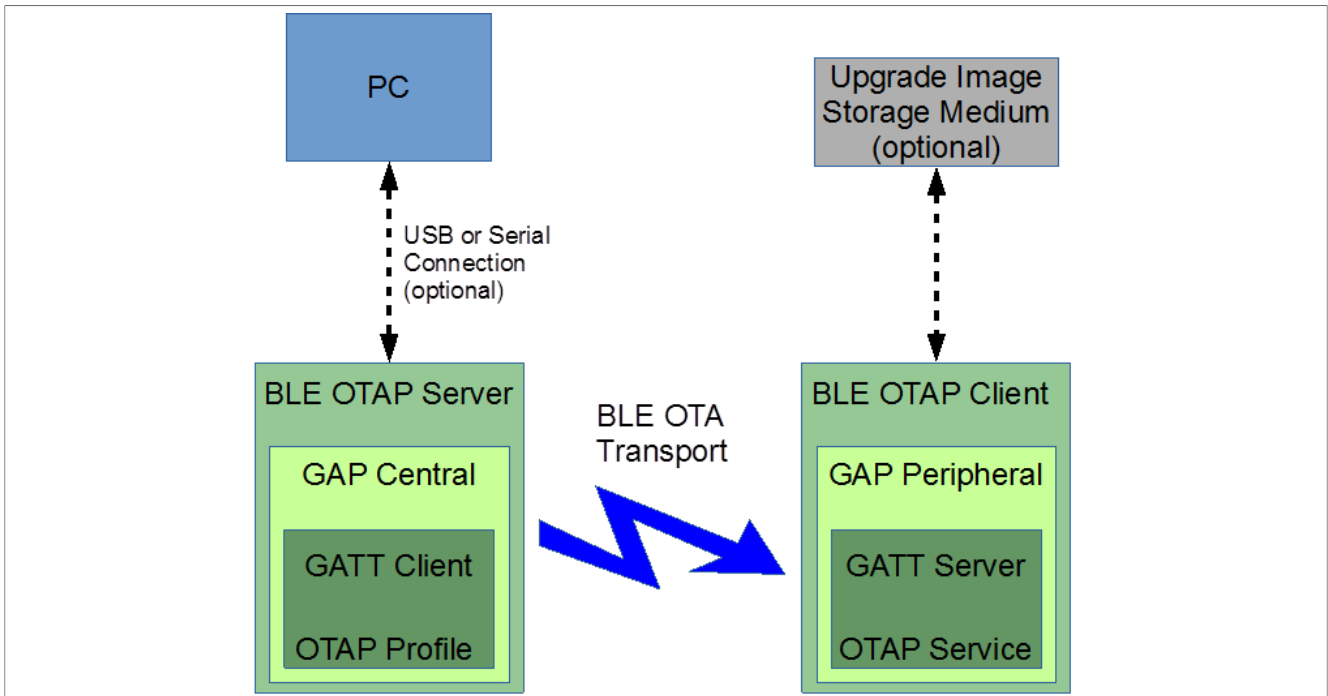 PC
Upgrade Image
Storage Medium
(optional)
USB or Serial
Connection
(optional)
BLE OTAP Server
GAP Central
GATT Client
OTAP Profile
BLE OTA
Transport
BLE OTAP Client
GAP Peripheral
GATT Server
OTAP Service